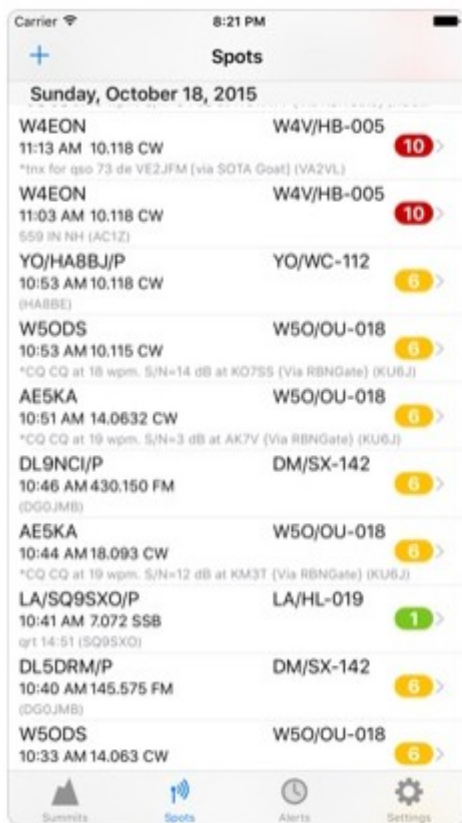 Carrier 8:21 PM
+ Spots
Sunday, October 18, 2015
W4EON W4V/HB-005
11:13 AM 10.118 CW 10
*tnx for qso 73 de VE2JFM [via SOTA Goat] (VA2VL)
W4EON W4V/HB-005
11:03 AM 10.118 CW 10
559 IN NH (AC1Z)
YO/HA8BJ/P YO/WC-112
10:53 AM 10.118 CW 6
(HA8BE)
W5ODS W5O/OU-018
10:53 AM 10.115 CW 6
*CQ CQ at 18 wpm. S/N=14 dB at KO7SS {Via RBNGate} (KU6J)
AE5KA W5O/OU-018
10:51 AM 14.0632 CW 6
*CQ CQ at 19 wpm. S/N=3 dB at AK7V {Via RBNGate} (KU6J)
DL9NCI/P DM/SX-142
10:46 AM 430.150 FM 6
(DG0JMB)
AE5KA W5O/OU-018
10:44 AM 18.093 CW 6
*CQ CQ at 19 wpm. S/N=12 dB at KM3T {Via RBNGate} (KU6J)
LA/SQ9SXO/P LA/HL-019
10:41 AM 7.072 SSB 1
qrt 14:51 (SQ9SXO)
DL5DRM/P DM/SX-142
10:40 AM 145.575 FM 6
(DG0JMB)
W5ODS W5O/OU-018
10:33 AM 14.063 CW 6
Summits Spots Alerts Settings